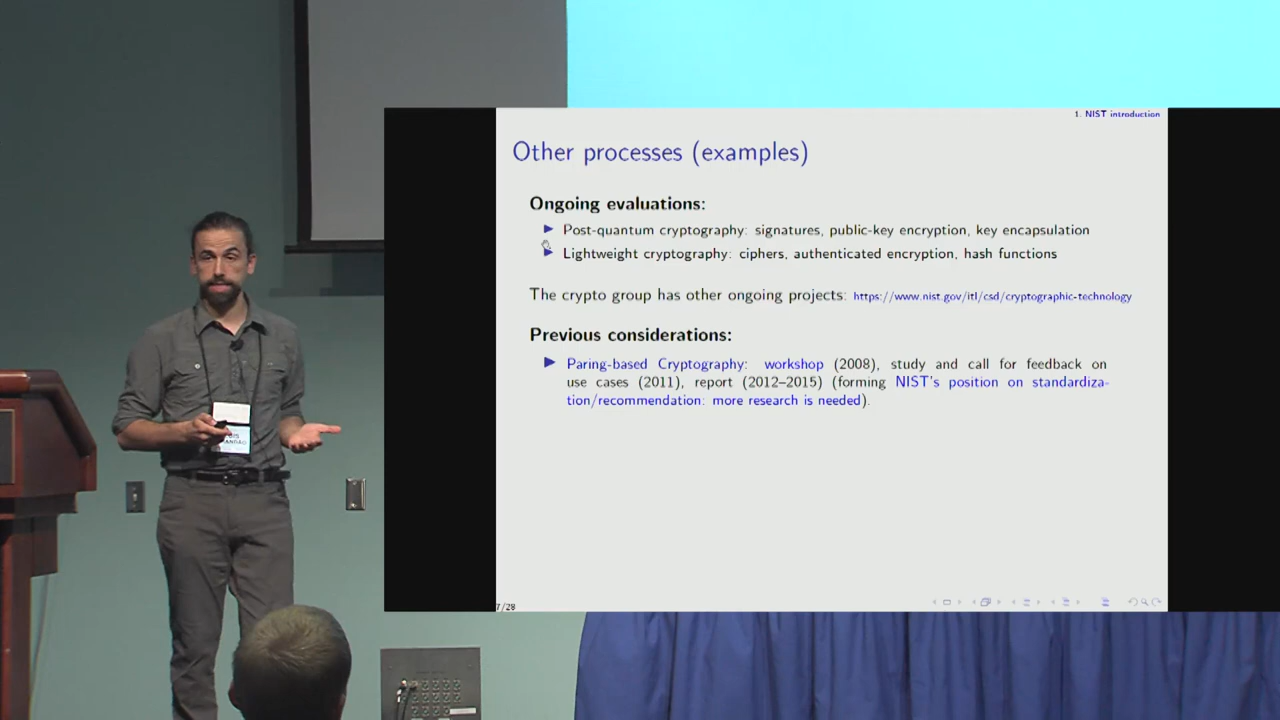 1. NIST introduction
Other processes (examples)
Ongoing evaluations:
Post-quantum cryptography: signatures, public-key encryption, key encapsulation
Lightweight cryptography: ciphers, authenticated encryption, hash functions
The crypto group has other ongoing projects: https://www.nist.gov/itl/csd/cryptographic-technology
Previous considerations:
Paring-based Cryptography: workshop (2008), study and call for feedback on
use cases (2011), report (2012–2015) (forming NIST's position on standardiza-
tion/recommendation: more research is needed).
7/28